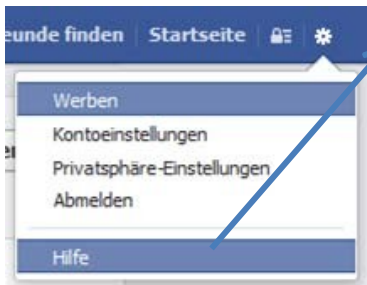 eunde finden Startseite
Werben
Kontoeinstellungen
Privatsphäre-Einstellungen
Abmelden
Hilfe